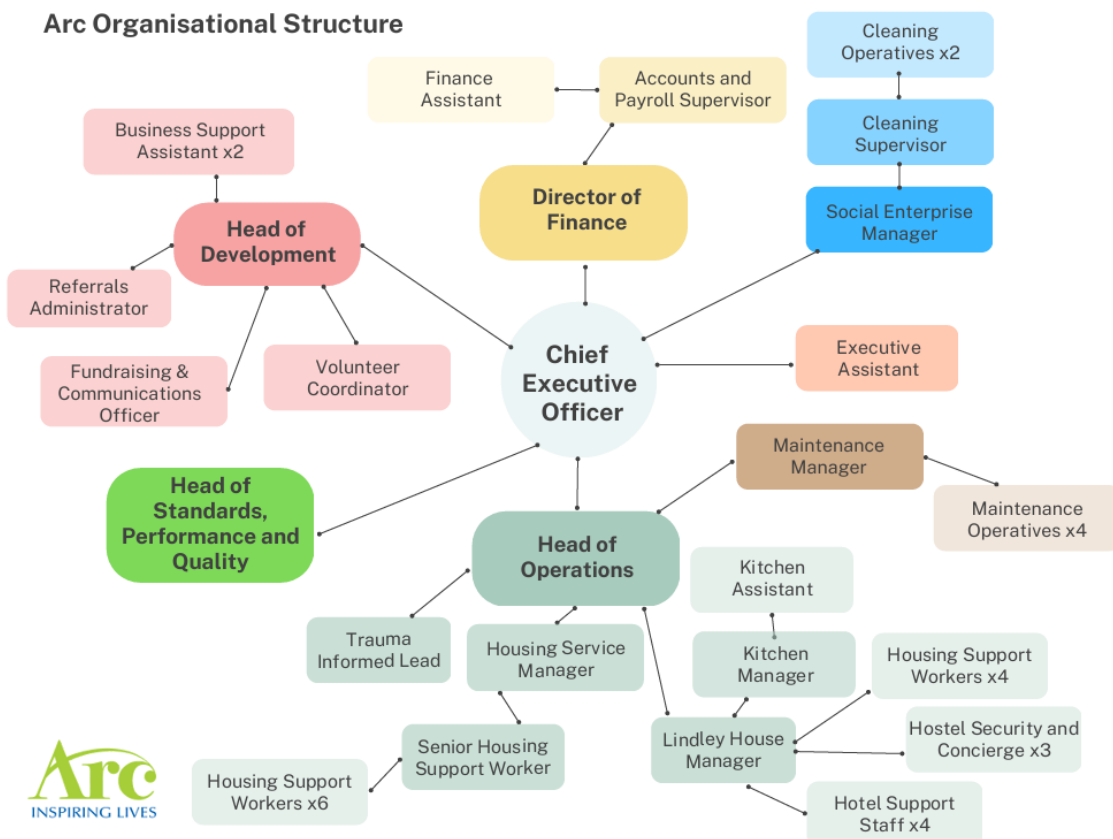 Arc Organisational Structure
Cleaning
Operatives x2
Finance
Assistant
Accounts and
Payroll Supervisor
Business Support
Assistant x2
Cleaning
Supervisor
Head of
Development
Director of
Finance
Social Enterprise
Manager
Referrals
Administrator
Fundraising &
Communications
Officer
Volunteer
Coordinator
Chief
Executive
Officer
Executive
Assistant
Maintenance
Manager
Head of
Standards,
Performance and
Quality
Maintenance
Operatives x4
Head of
Operations
Kitchen
Assistant
Trauma
Informed Lead
Housing Service
Manager
Kitchen
Manager
Housing Support
Workers x4
Lindley House
Manager
Hostel Security and
Concierge x3
Senior Housing
Support Worker
Housing Support
Workers x6
Hotel Support
Staff x4
Arc
INSPIRING LIVES